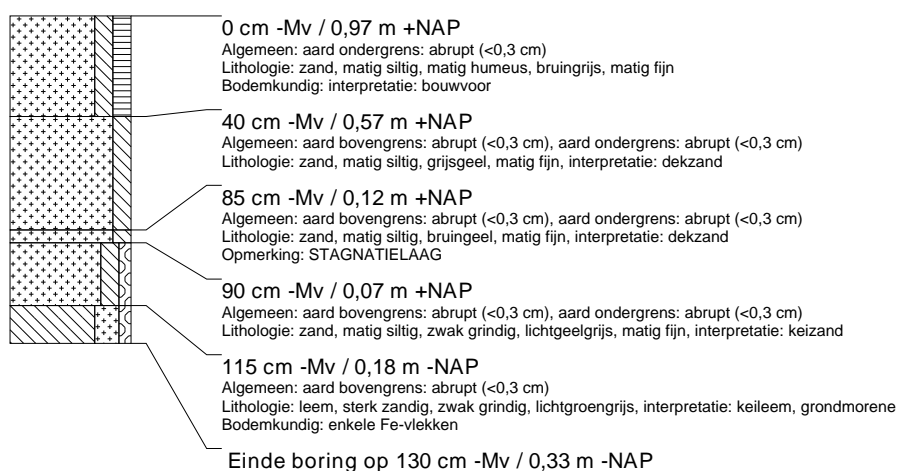 0 cm -Mv / 0,97 m +NAP
Algemeen: aard ondergrens: abrupt (<0,3 cm)
Lithologie: zand, matig siltig, matig humeus, bruingrijs, matig fijn
Bodemkundig: interpretatie: bouwvoor
40 cm -Mv / 0,57 m +NAP
Algemeen: aard bovengrens: abrupt (<0,3 cm), aard ondergrens: abrupt (<0,3 cm)
Lithologie: zand, matig siltig, grijsgeel, matig fijn, interpretatie: dekzand
85 cm -Mv / 0,12 m +NAP
Algemeen: aard bovengrens: abrupt (<0,3 cm), aard ondergrens: abrupt (<0,3 cm)
Lithologie: zand, matig siltig, bruingeel, matig fijn, interpretatie: dekzand
Opmerking: STAGNATIELAAG
90 cm -Mv / 0,07 m +NAP
Algemeen: aard bovengrens: abrupt (<0,3 cm), aard ondergrens: abrupt (<0,3 cm)
Lithologie: zand, matig siltig, zwak grindig, lichtgeelgrijs, matig fijn, interpretatie: keizand
115 cm -Mv / 0,18 m -NAP
Algemeen: aard bovengrens: abrupt (<0,3 cm)
Lithologie: leem, sterk zandig, zwak grindig, lichtgroengrijs, interpretatie: keileem, grondmorene
Bodemkundig: enkele Fe-vlekken
Einde boring op 130 cm -Mv / 0,33 m -NAP